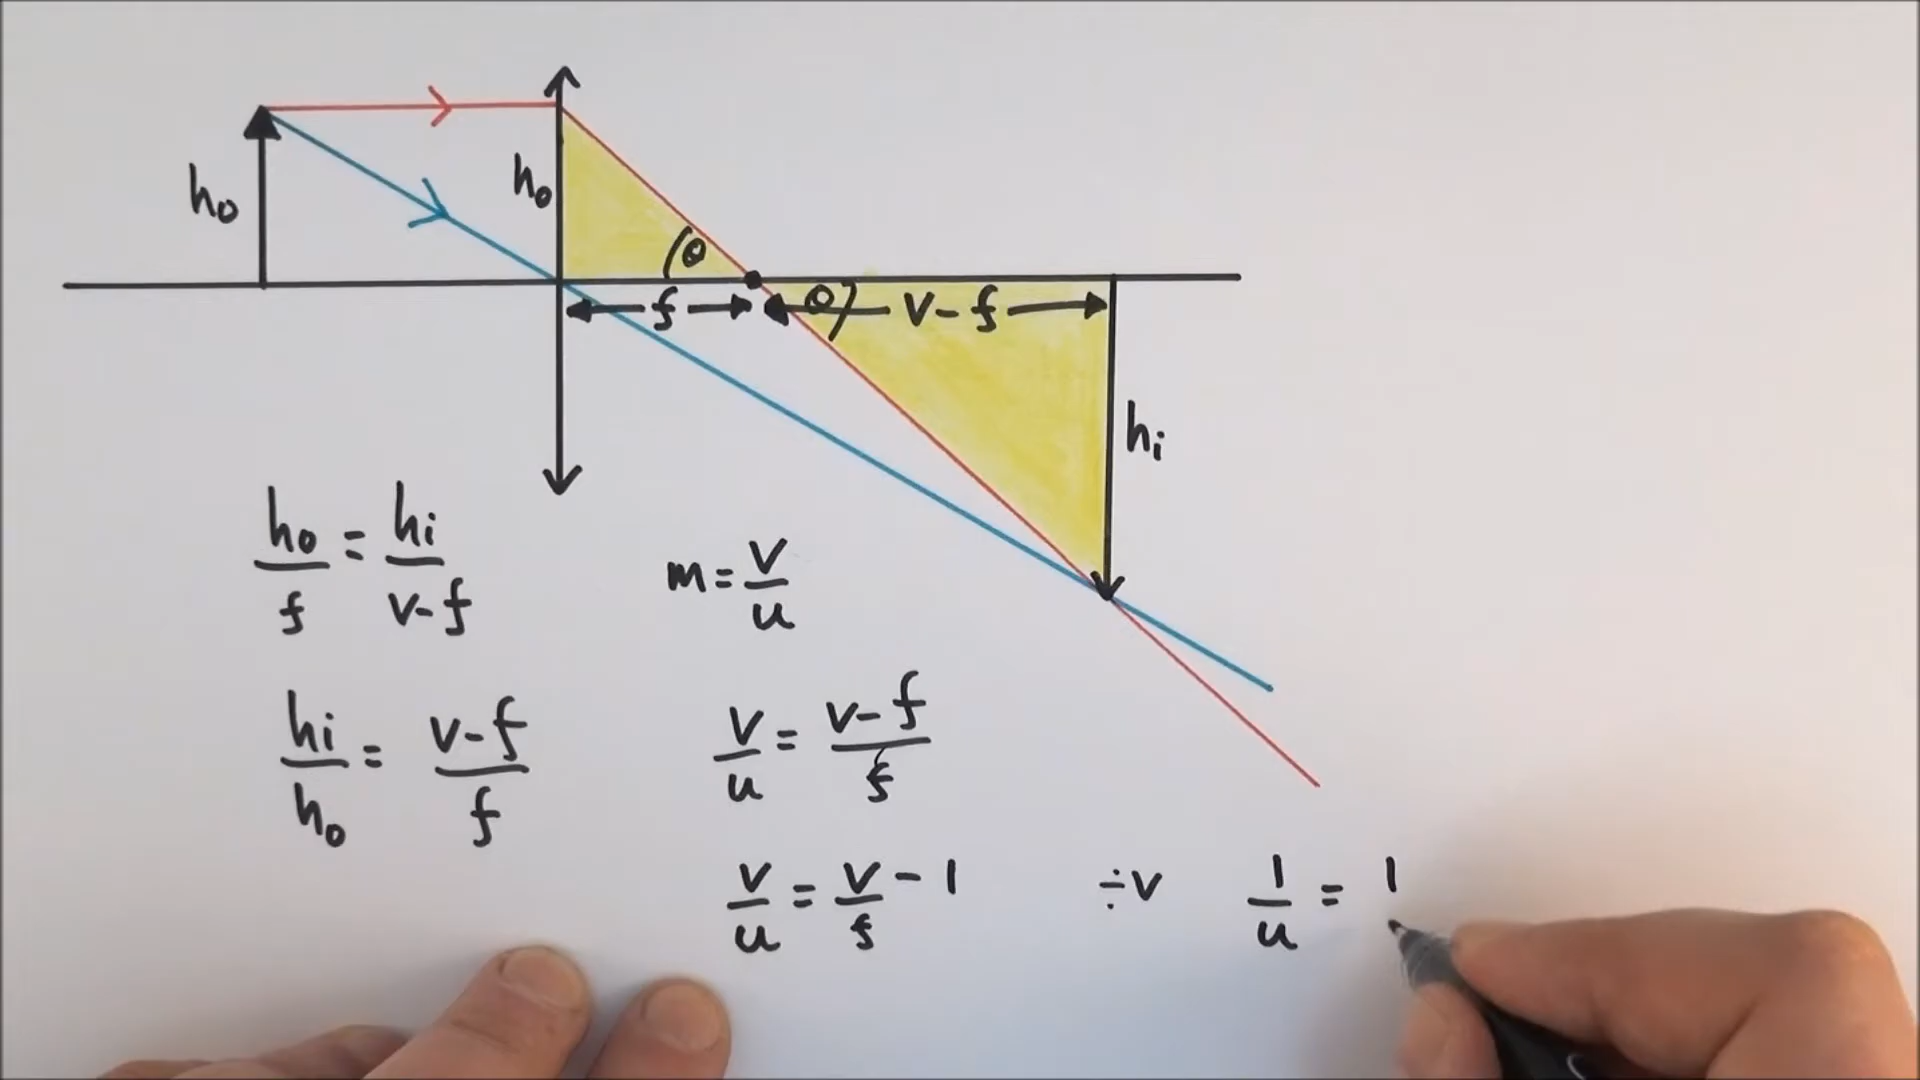 h₀
h₀
θ
θ
f
v-f
hᵢ
h₀/f = hᵢ/v-f
m = v/u
hᵢ/h₀ = v-f/f
v/u = v-f/f
v/u = v/f - 1
÷v
1/u = 1